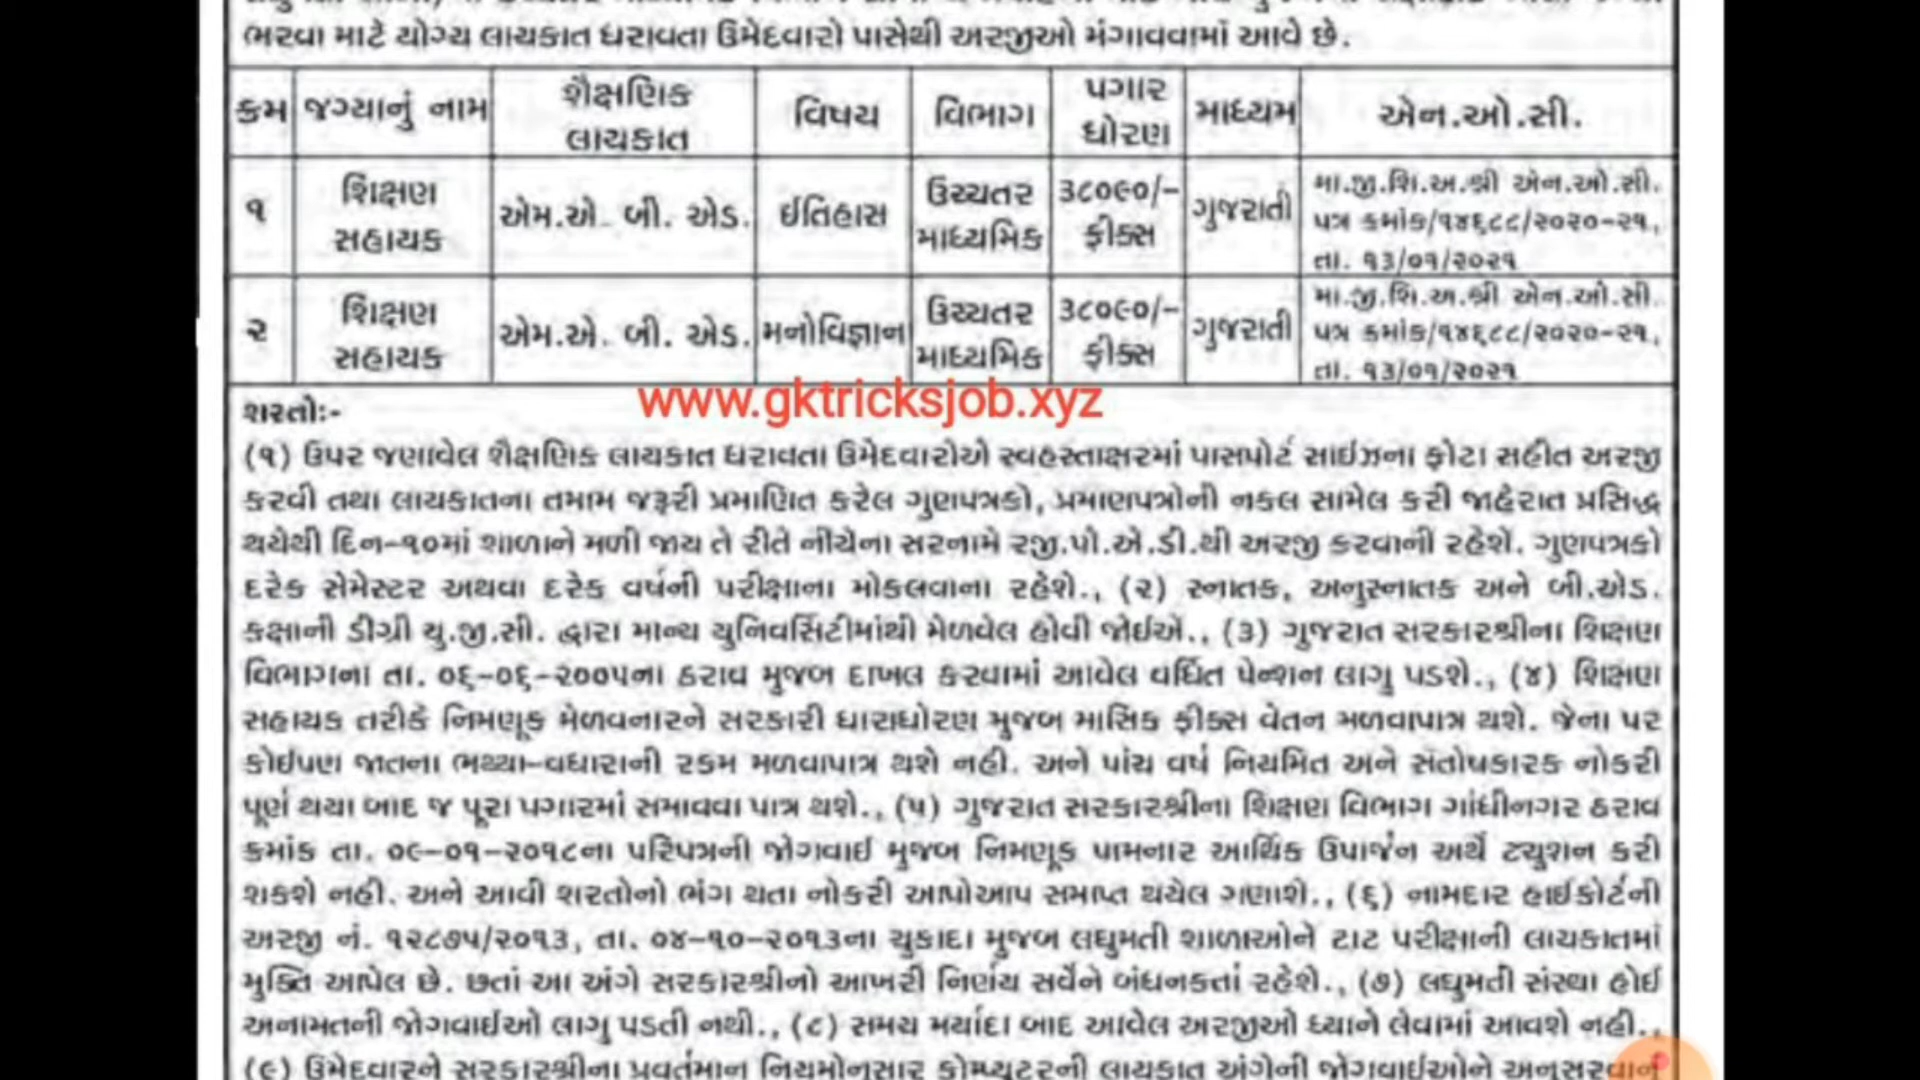 ભરવા માટે યોગ્ય લાયકાત ધરાવતા ઉમેદવારો પાસેથી અરજીઓ મંગાવવામાં આવે છે.
ક્રમ જગ્યાનું નામ શૈક્ષણિક લાયકાત વિષય વિભાગ પગાર ધોરણ માધ્યમ એન.ઓ.સી.
૧ શિક્ષણ સહાયક એમ.એ. બી. એડ. ઈતિહાસ ઉચ્ચતર માધ્યમિક ૩૮૦૯૦/- ફીક્સ ગુજરાતી મા.જી.શિ.અ.શ્રી એન.ઓ.સી. પત્ર ક્રમાંક/૧૪૬૮૮/૨૦૨૦-૨૧, તા. ૧૩/૦૧/૨૦૨૧
૨ શિક્ષણ સહાયક એમ.એ. બી. એડ. મનોવિજ્ઞાન ઉચ્ચતર માધ્યમિક ૩૮૦૯૦/- ફીક્સ ગુજરાતી મા.જી.શિ.અ.શ્રી એન.ઓ.સી. પત્ર ક્રમાંક/૧૪૬૮૮/૨૦૨૦-૨૧, તા. ૧૩/૦૧/૨૦૨૧
www.gktricksjob.xyz
શરતોઃ-
(૧) ઉપર જણાવેલ શૈક્ષણિક લાયકાત ધરાવતા ઉમેદવારોએ સ્વહસ્તાક્ષરમાં પાસપોર્ટ સાઈઝના ફોટા સહીત અરજી
કરવી તથા લાયકાતના તમામ જરૂરી પ્રમાણિત કરેલ ગુણપત્રકો, પ્રમાણપત્રોની નકલ સામેલ કરી જાહેરાત પ્રસિદ્ધ
થયેથી દિન-૧૦માં શાળાને મળી જાય તે રીતે નીચેના સરનામે રજી.પો.એ.ડી.થી અરજી કરવાની રહેશે. ગુણપત્રકો
દરેક સેમેસ્ટર અથવા દરેક વર્ષની પરીક્ષાના મોકલવાના રહેશે., (૨) સ્નાતક, અનુસ્નાતક અને બી.એડ.
કક્ષાની ડીગ્રી યુ.જી.સી. દ્વારા માન્ય યુનિવર્સિટીમાંથી મેળવેલ હોવી જોઈએ., (૩) ગુજરાત સરકારશ્રીના શિક્ષણ
વિભાગના તા. ૦૬-૦૬-૨૦૦૫ના ઠરાવ મુજબ દાખલ કરવામાં આવેલ વર્ધિત પેન્શન લાગુ પડશે., (૪) શિક્ષણ
સહાયક તરીકે નિમણૂક મેળવનારને સરકારી ધારાધોરણ મુજબ માસિક ફીક્સ વેતન મળવાપાત્ર થશે. જેના પર
કોઈપણ જાતના ભથ્થા-વધારાની રકમ મળવાપાત્ર થશે નહી. અને પાંચ વર્ષ નિયમિત અને સંતોષકારક નોકરી
પૂર્ણ થયા બાદ જ પૂરા પગારમાં સમાવવા પાત્ર થશે., (૫) ગુજરાત સરકારશ્રીના શિક્ષણ વિભાગ ગાંધીનગર ઠરાવ
ક્રમાંક તા. ૦૯-૦૧-૨૦૧૮ના પરિપત્રની જોગવાઈ મુજબ નિમણૂક પામનાર આર્થિક ઉપાર્જન અર્થે ટ્યુશન કરી
શકશે નહી. અને આવી શરતોનો ભંગ થતા નોકરી આપોઆપ સમાપ્ત થયેલ ગણાશે., (૬) નામદાર હાઈકોર્ટની
અરજી નં. ૧૨૮૭૫/૨૦૧૩, તા. ૦૪-૧૦-૨૦૧૩ના ચુકાદા મુજબ લઘુમતી શાળાઓને ટાટ પરીક્ષાની લાયકાતમાં
મુક્તિ આપેલ છે. છતાં આ અંગે સરકારશ્રીનો આખરી નિર્ણય સર્વેને બંધનકર્તા રહેશે., (૭) લઘુમતી સંસ્થા હોઈ
અનામતની જોગવાઈઓ લાગુ પડતી નથી., (૮) સમય મર્યાદા બાદ આવેલ અરજીઓ ધ્યાને લેવામાં આવશે નહી.,
(૯) ઉમેદવારને સરકારશ્રીના પ્રવર્તમાન નિયમોનુસાર કોમ્પ્યુટરની લાયકાત અંગેની જોગવાઈઓને